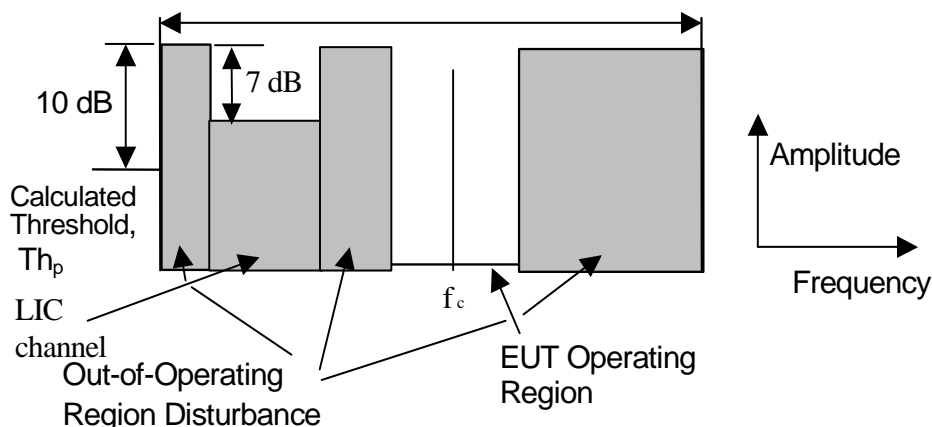 7 dB
10 dB
Amplitude
Calculated
Threshold,
Thp
Frequency
LIC
channel
fc
EUT Operating
Region
Out-of-Operating
Region Disturbance